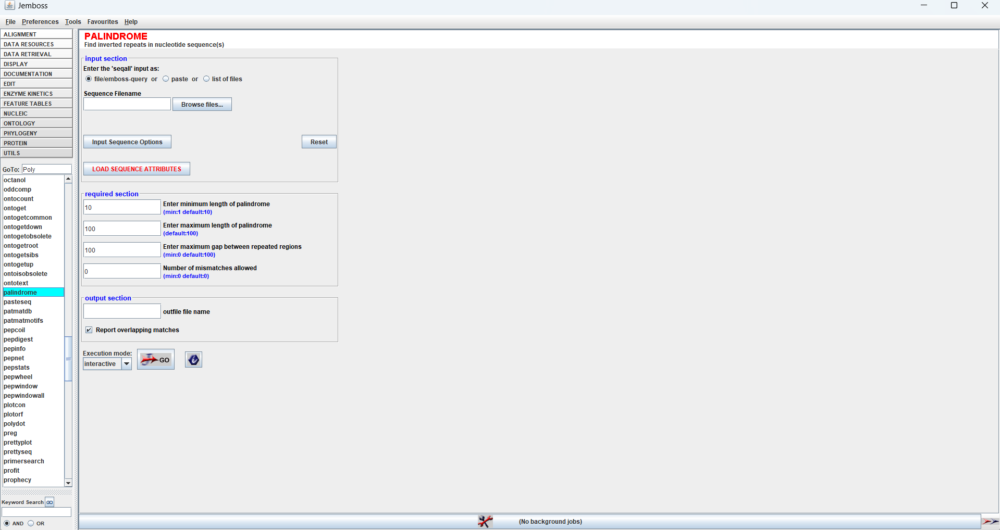 Jemboss
File Preferences Tools Favourites Help
ALIGNMENT
DATA RESOURCES
DATA RETRIEVAL
DISPLAY
DOCUMENTATION
EDIT
ENZYME KINETICS
FEATURE TABLES
NUCLEIC
ONTOLOGY
PHYLOGENY
PROTEIN
UTILS
GoTo: Poly
octanol
oddcomp
ontocount
ontoget
ontogetcommon
ontogetdown
ontogetobsolete
ontogetroot
ontogetsibs
ontogetup
ontoisobsolete
ontotext
palindrome
pasteseq
patmatdb
patmatmotifs
pepcoil
pepdigest
pepinfo
pepnet
pepstats
pepwheel
pepwindow
pepwindowall
plotcon
plotorf
polydot
preg
prettyplot
prettyseq
primersearch
profit
prophecy
Keyword Search GO
AND OR
PALINDROME
Find inverted repeats in nucleotide sequence(s)
input section
Enter the 'seqall' input as:
file/emboss-query or paste or list of files
Sequence Filename
Browse files...
Input Sequence Options Reset
LOAD SEQUENCE ATTRIBUTES
required section
10 Enter minimum length of palindrome
(min:1 default:10)
100 Enter maximum length of palindrome
(default:100)
100 Enter maximum gap between repeated regions
(min:0 default:100)
0 Number of mismatches allowed
(min:0 default:0)
output section
outfile file name
Report overlapping matches
Execution mode:
interactive GO i
(No background jobs)